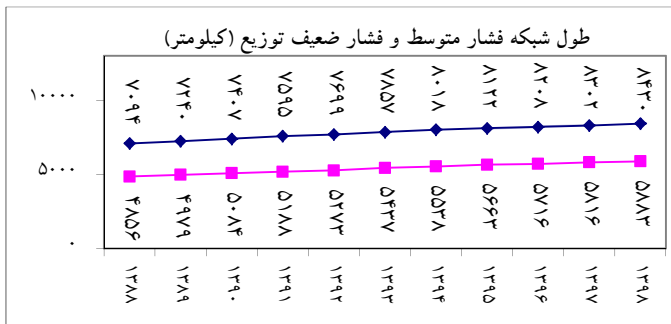 طول شبکه فشار متوسط و فشار ضعیف توزیع (کیلومتر)
۱۰۰۰۰
۵۰۰۰
۰
۷۰۹۴ ۷۲۴۰ ۷۴۰۷ ۷۵۹۵ ۷۶۹۹ ۷۸۵۷ ۸۰۱۸ ۸۱۲۲ ۸۲۰۸ ۸۳۰۲ ۸۴۳۰
۴۸۵۶ ۴۹۷۹ ۵۰۸۴ ۵۱۸۸ ۵۲۷۳ ۵۴۳۷ ۵۵۳۸ ۵۶۶۳ ۵۷۱۶ ۵۸۱۶ ۵۸۸۳
۱۳۸۸ ۱۳۸۹ ۱۳۹۰ ۱۳۹۱ ۱۳۹۲ ۱۳۹۳ ۱۳۹۴ ۱۳۹۵ ۱۳۹۶ ۱۳۹۷ ۱۳۹۸